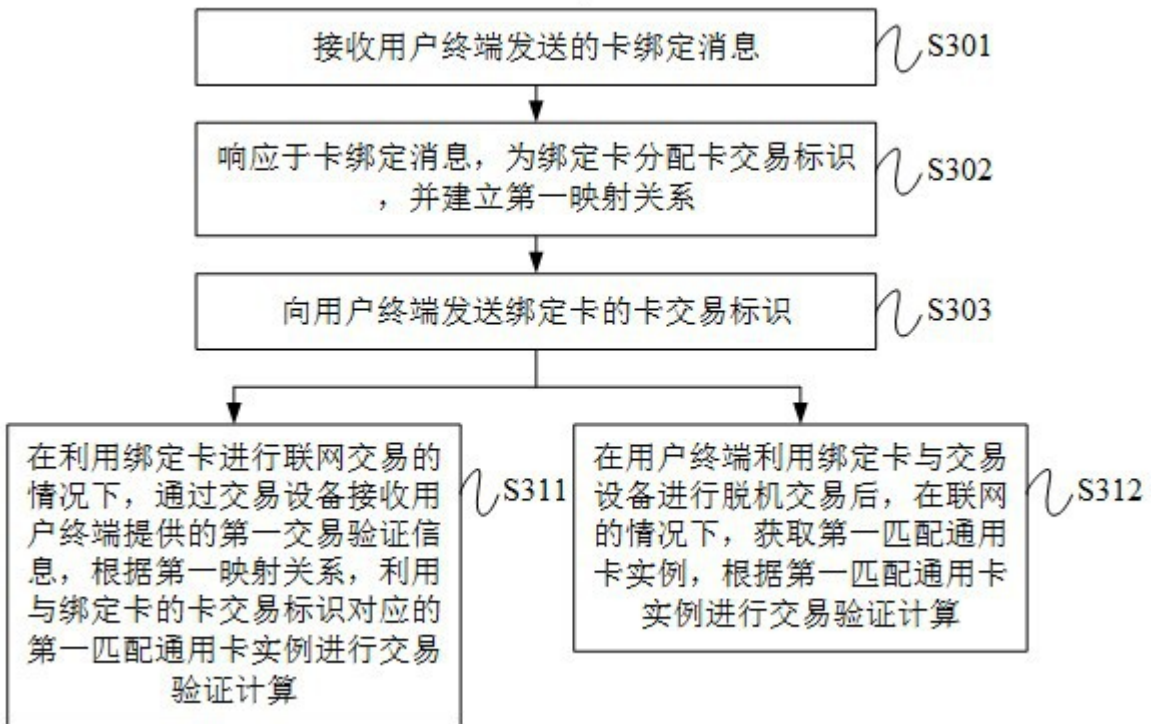 接收用户终端发送的卡绑定消息
S301
响应于卡绑定消息，为绑定卡分配卡交易标识
，并建立第一映射关系
S302
向用户终端发送绑定卡的卡交易标识
S303
在利用绑定卡进行联网交易的
情况下，通过交易设备接收用
户终端提供的第一交易验证信
息，根据第一映射关系，利用
与绑定卡的卡交易标识对应的
第一匹配通用卡实例进行交易
验证计算
S311
在用户终端利用绑定卡与交易
设备进行脱机交易后，在联网
的情况下，获取第一匹配通用
卡实例，根据第一匹配通用卡
实例进行交易验证计算
S312